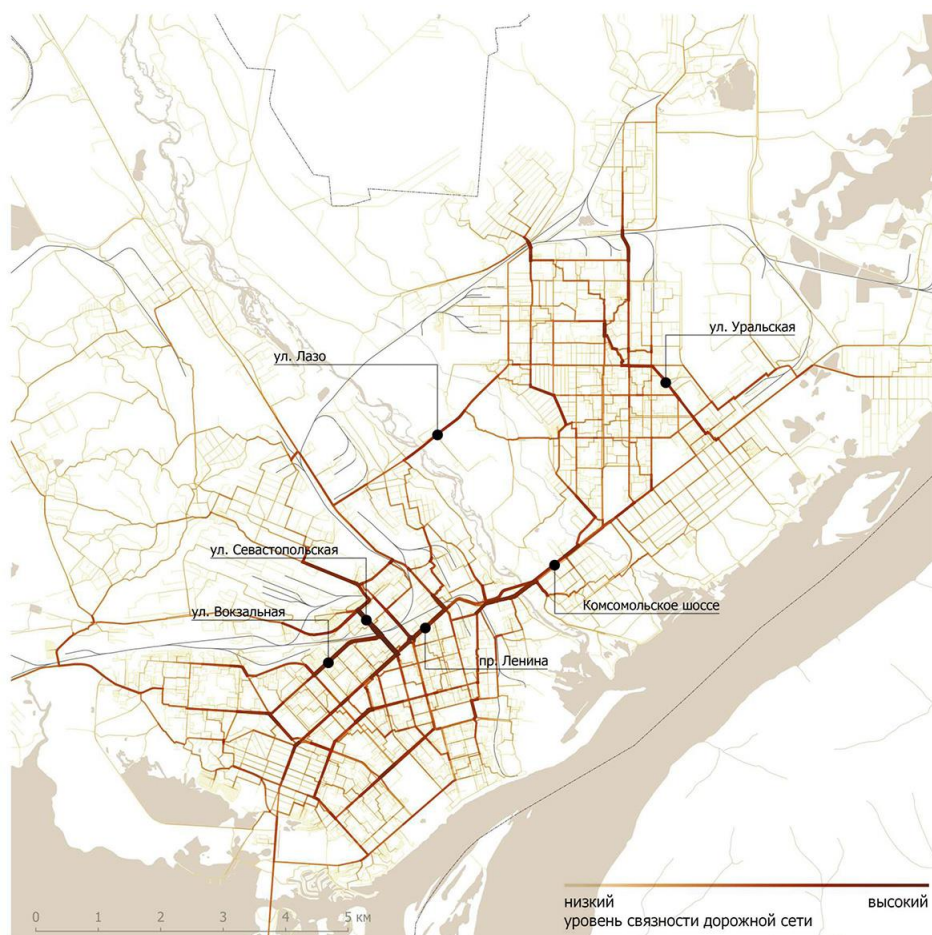 ул. Уральская
ул. Лазо
ул. Севастопольская
ул. Вокзальная
Комсомольское шоссе
пр. Ленина
низкий
высокий
уровень связности дорожной сети
0 1 2 3 4 5 км